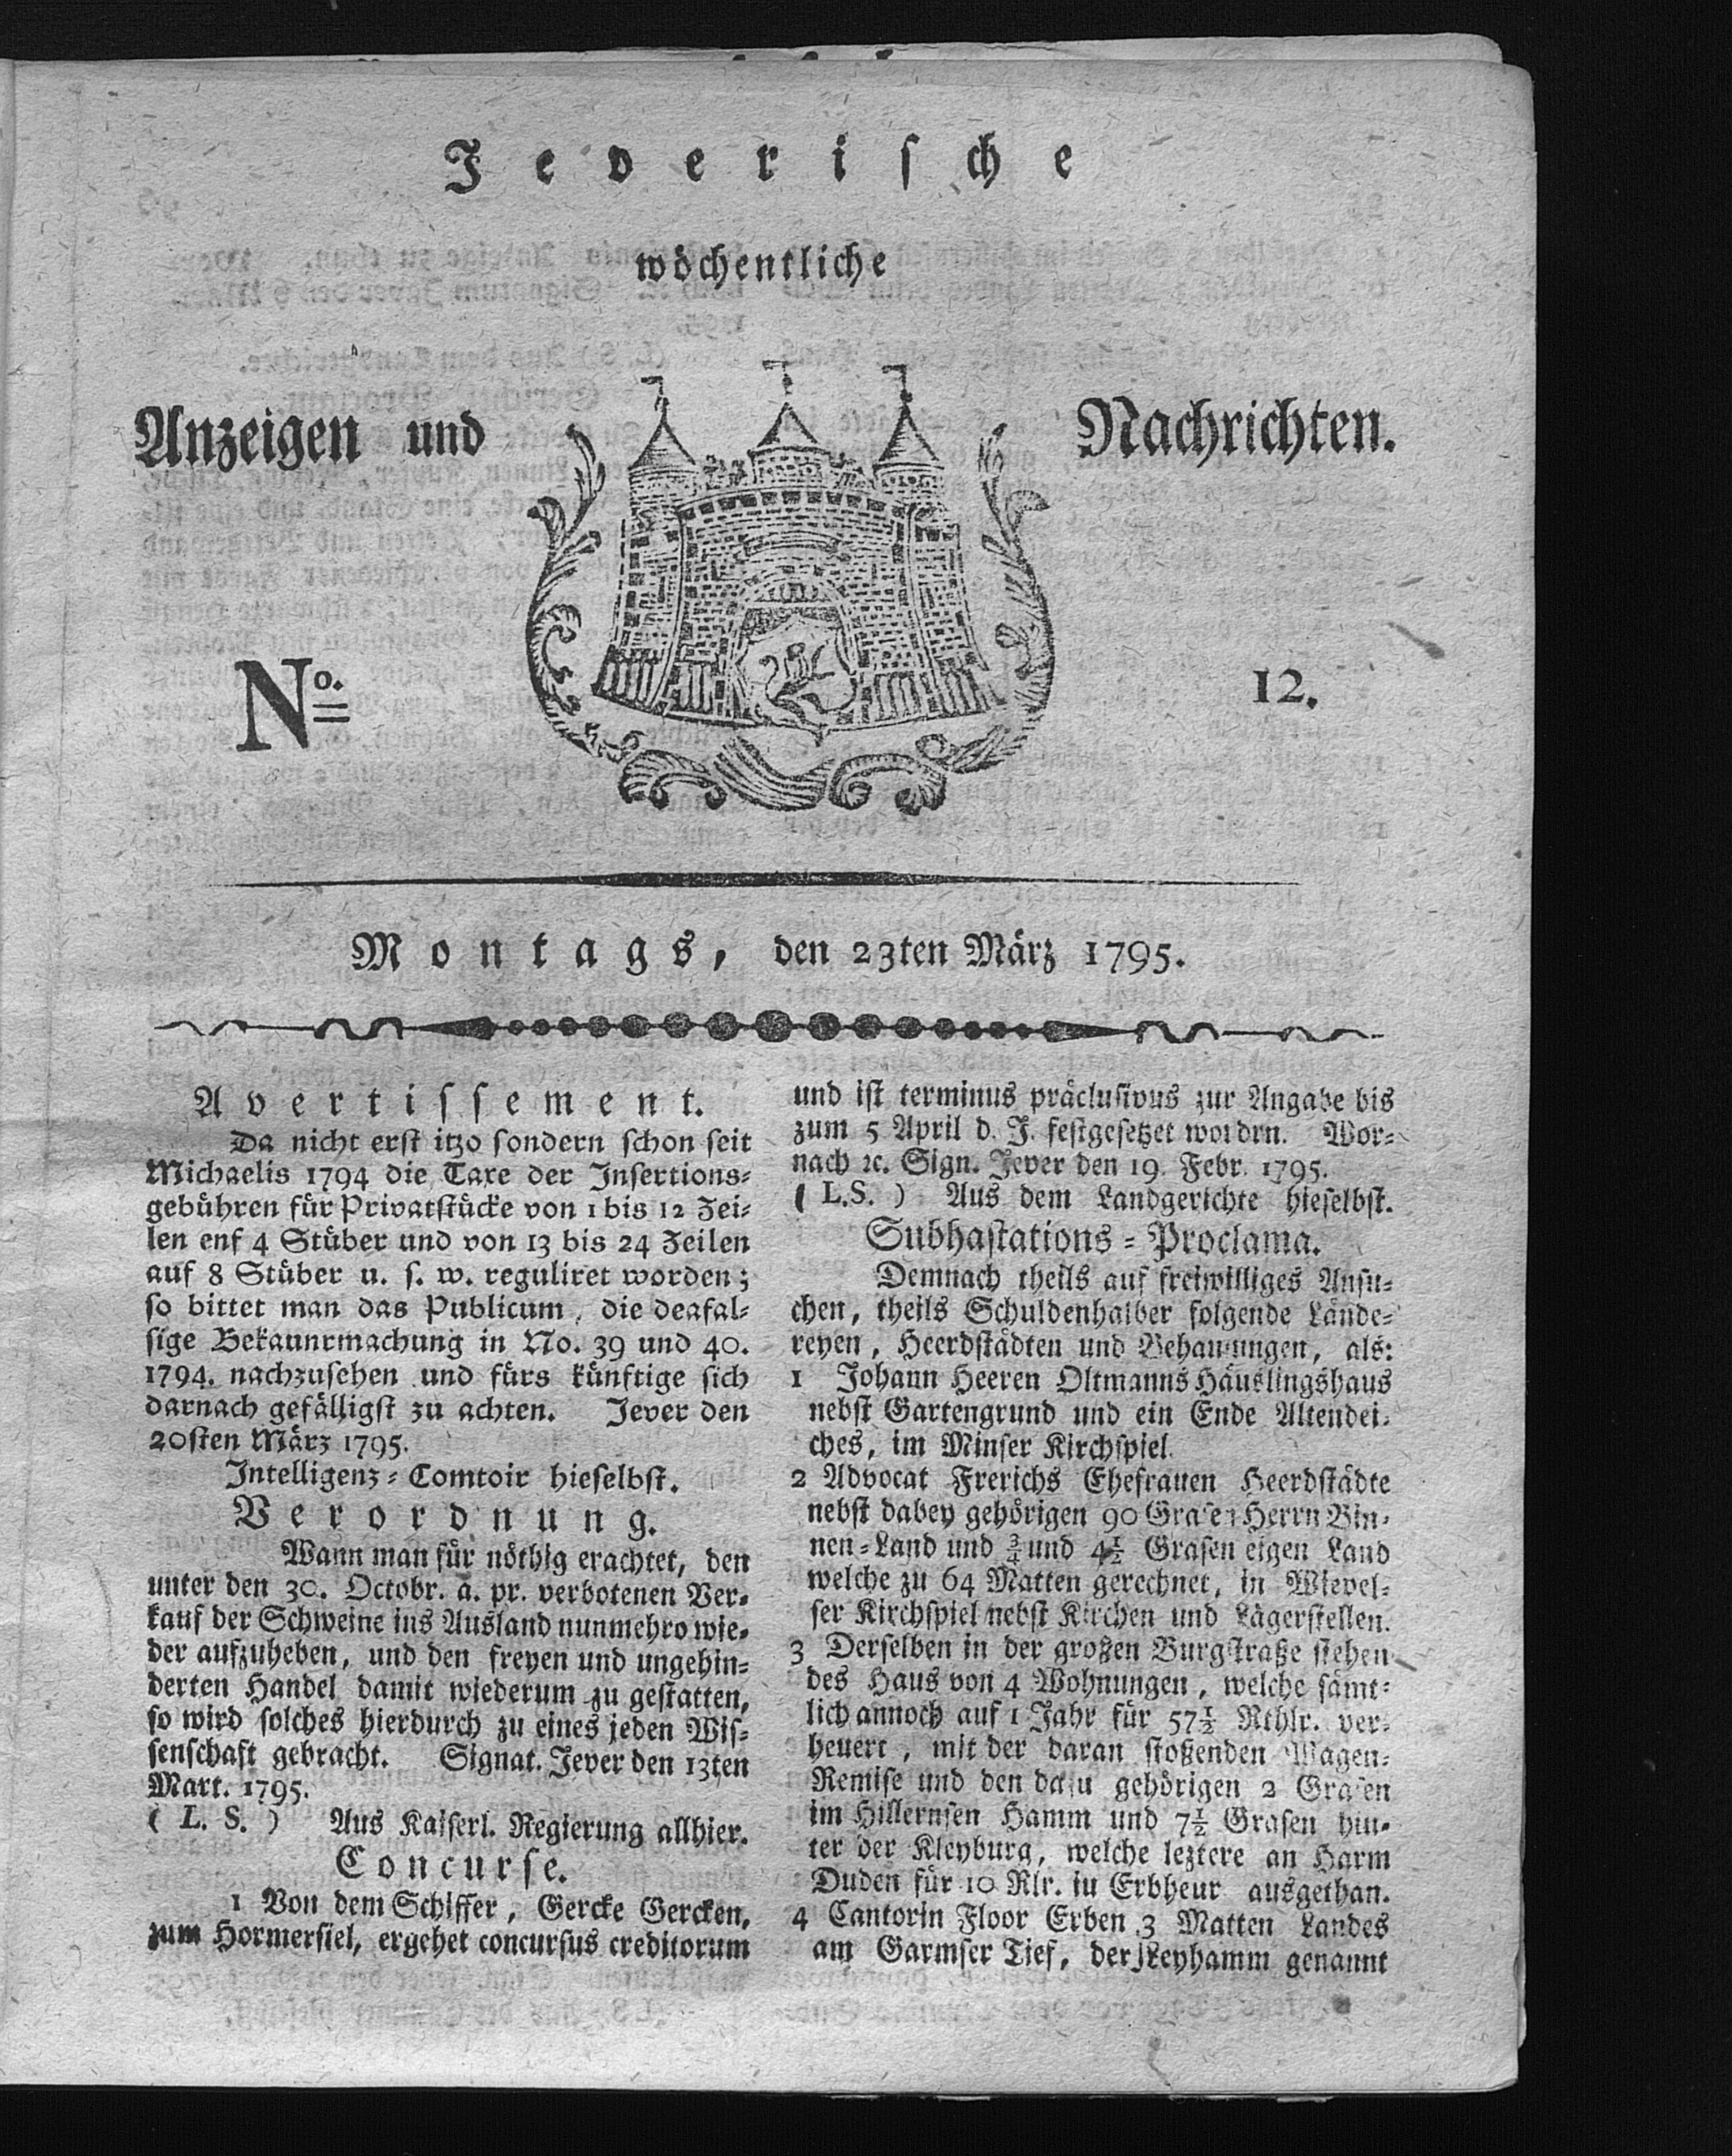 Jeverische
wöchentliche
Anzeigen und Nachrichten.
No. 12.
Montags, den 23ten März 1795.
Avertissement.
Da nicht erst itzo sondern schon seit
Michaelis 1794 die Taxe der Insertions-
gebühren für Privatstücke von 1 bis 12 Zei-
len enf 4 Stüber und von 13 bis 24 Zeilen
auf 8 Stüber u. s. w. reguliret worden;
so bittet man das Publicum, die deafal-
sige Bekaunrmachung in No. 39 und 40.
1794. nachzusehen und fürs künftige sich
darnach gefälligst zu achten. Jever den
20sten März 1795.
Intelligenz-Comtoir hieselbst.
Verordnung.
Wann man für nöthig erachtet, den
unter den 30. Octobr. a. pr. verbotenen Ver-
kauf der Schweine ins Ausland nunmehro wie-
der aufzuheben, und den freyen und ungehin-
derten Handel damit wiederum zu gestatten,
so wird solches hierdurch zu eines jeden Wis-
senschaft gebracht. Signat. Jever den 13ten
Mart. 1795.
( L. S. ) Aus Kaiserl. Regierung allhier.
Concurse.
1 Von dem Schiffer, Gercke Gercken,
zum Hormersiel, ergehet concursus creditorum
und ist terminus präclusivus zur Angabe bis
zum 5 April d. J. festgesetzet wordrn. Wor-
nach ꝛc. Sign. Jever den 19. Febr. 1795.
( L.S. ) Aus dem Landgerichte hieselbst.
Subhastations-Proclama.
Demnach theils auf freiwilliges Ansu-
chen, theils Schuldenhalber folgende Lände-
reyen, Heerdstädten und Behausungen, als:
1 Johann Heeren Oltmanns Häuslingshaus
nebst Gartengrund und ein Ende Altendei-
ches, im Minser Kirchspiel.
2 Advocat Frerichs Ehefrauen Heerdstädte
nebst dabey gehörigen 90 Grasen Herrn Bin-
nen-Land und ¾ und 4½ Grasen eigen Land
welche zu 64 Matten gerechnet, in Wievel-
ser Kirchspiel nebst Kirchen und Lägerstellen.
3 Derselben in der großen Burgstraße stehen
des Haus von 4 Wohnungen, welche sämt-
lich annoch auf 1 Jahr für 57½ Rthlr. ver-
heuert, mit der daran stoßenden Wagen-
Remise und den dazu gehörigen 2 Grasen
im Hillernsen Hamm und 7½ Grasen hin-
ter der Kleyburg, welche leztere an Harm
Duden für 10 Rlr. iu Erbheur ausgethan.
4 Cantorin Floor Erben 3 Matten Landes
am Garmser Tief, der Leyhamm genannt